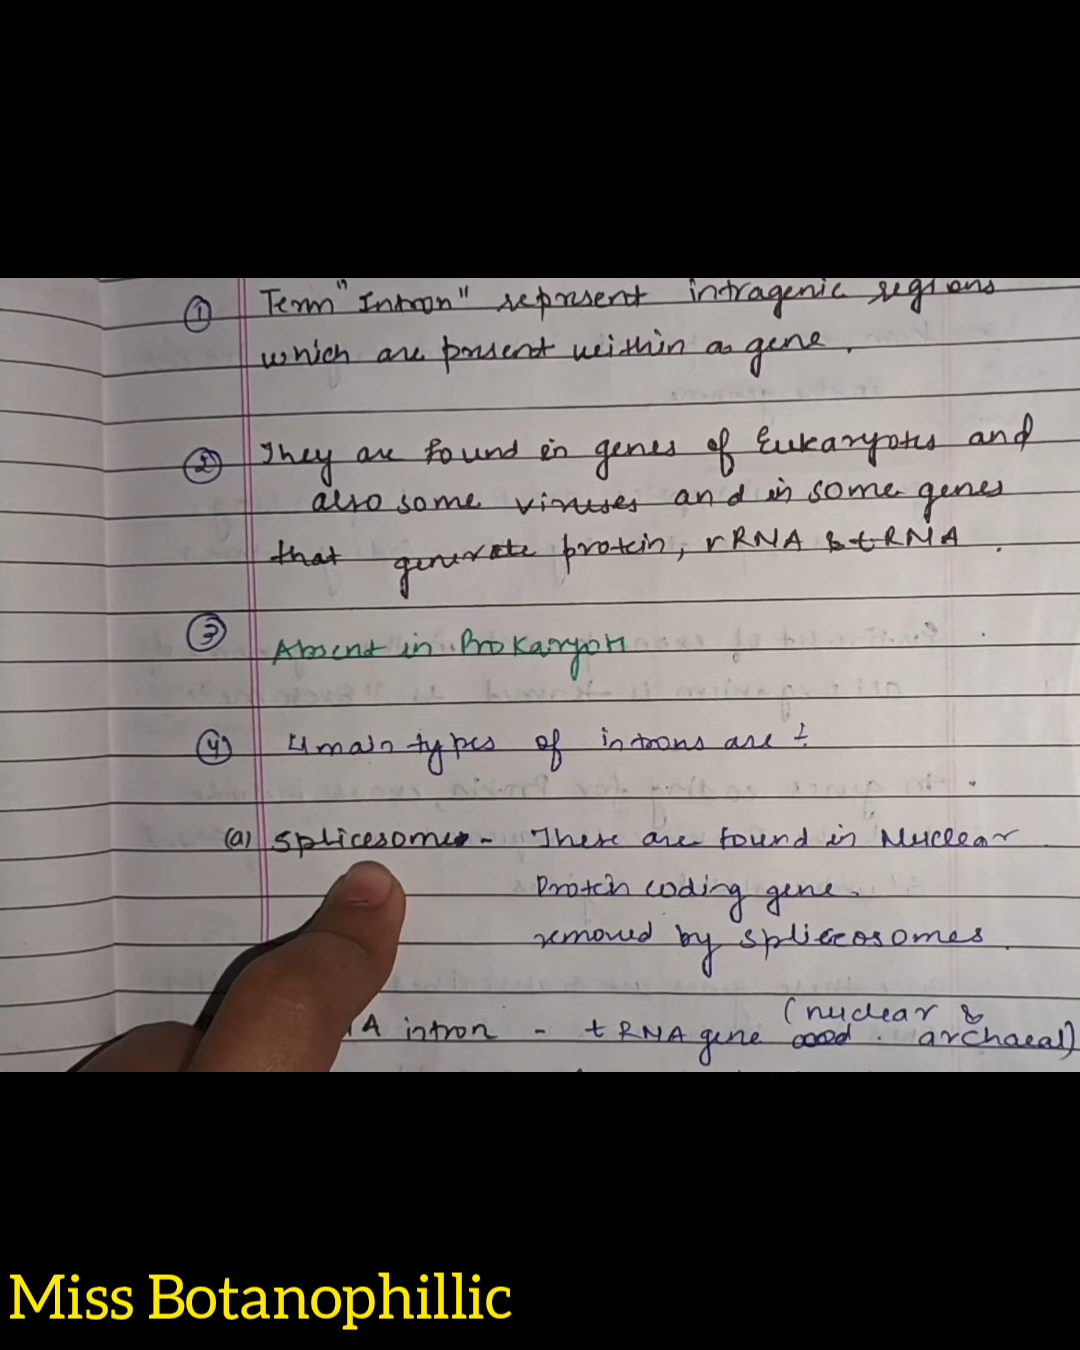 ① Term "Intron" represent intragenic regions
which are present within a gene.
② They are found in genes of Eukaryotes and
also some viruses and in some genes
that generate protein, rRNA & tRNA.
③ Absent in Prokaryote
④ 4 main types of introns are :-
(a) Splicesome - These are found in Nuclear
Protein coding gene.
removed by spliceosomes.
(nuclear &
A intron - tRNA gene archaeal)
Miss Botanophillic